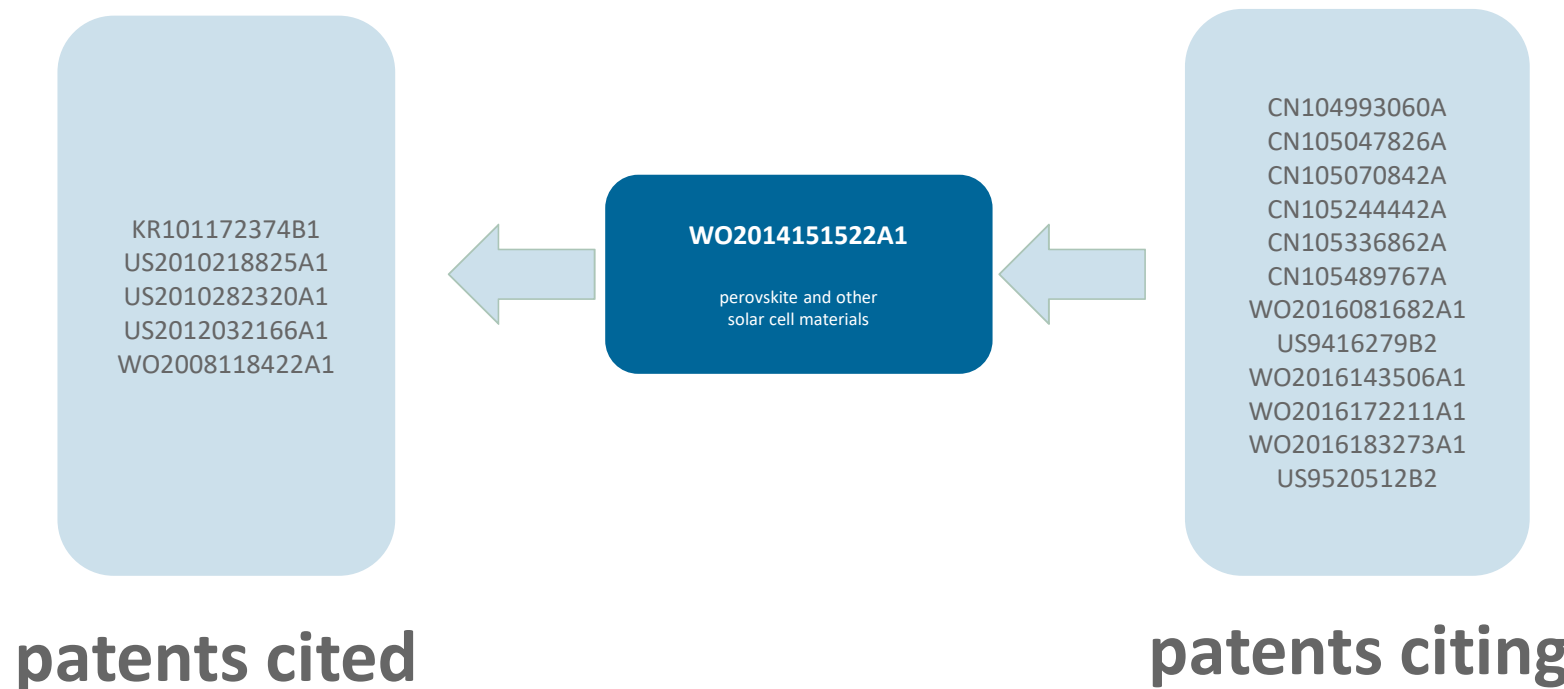 KR101172374B1
US2010218825A1
US2010282320A1
US2012032166A1
WO2008118422A1
WO2014151522A1
perovskite and other
solar cell materials
CN104993060A
CN105047826A
CN105070842A
CN105244442A
CN105336862A
CN105489767A
WO2016081682A1
US9416279B2
WO2016143506A1
WO2016172211A1
WO2016183273A1
US9520512B2
patents cited
patents citing